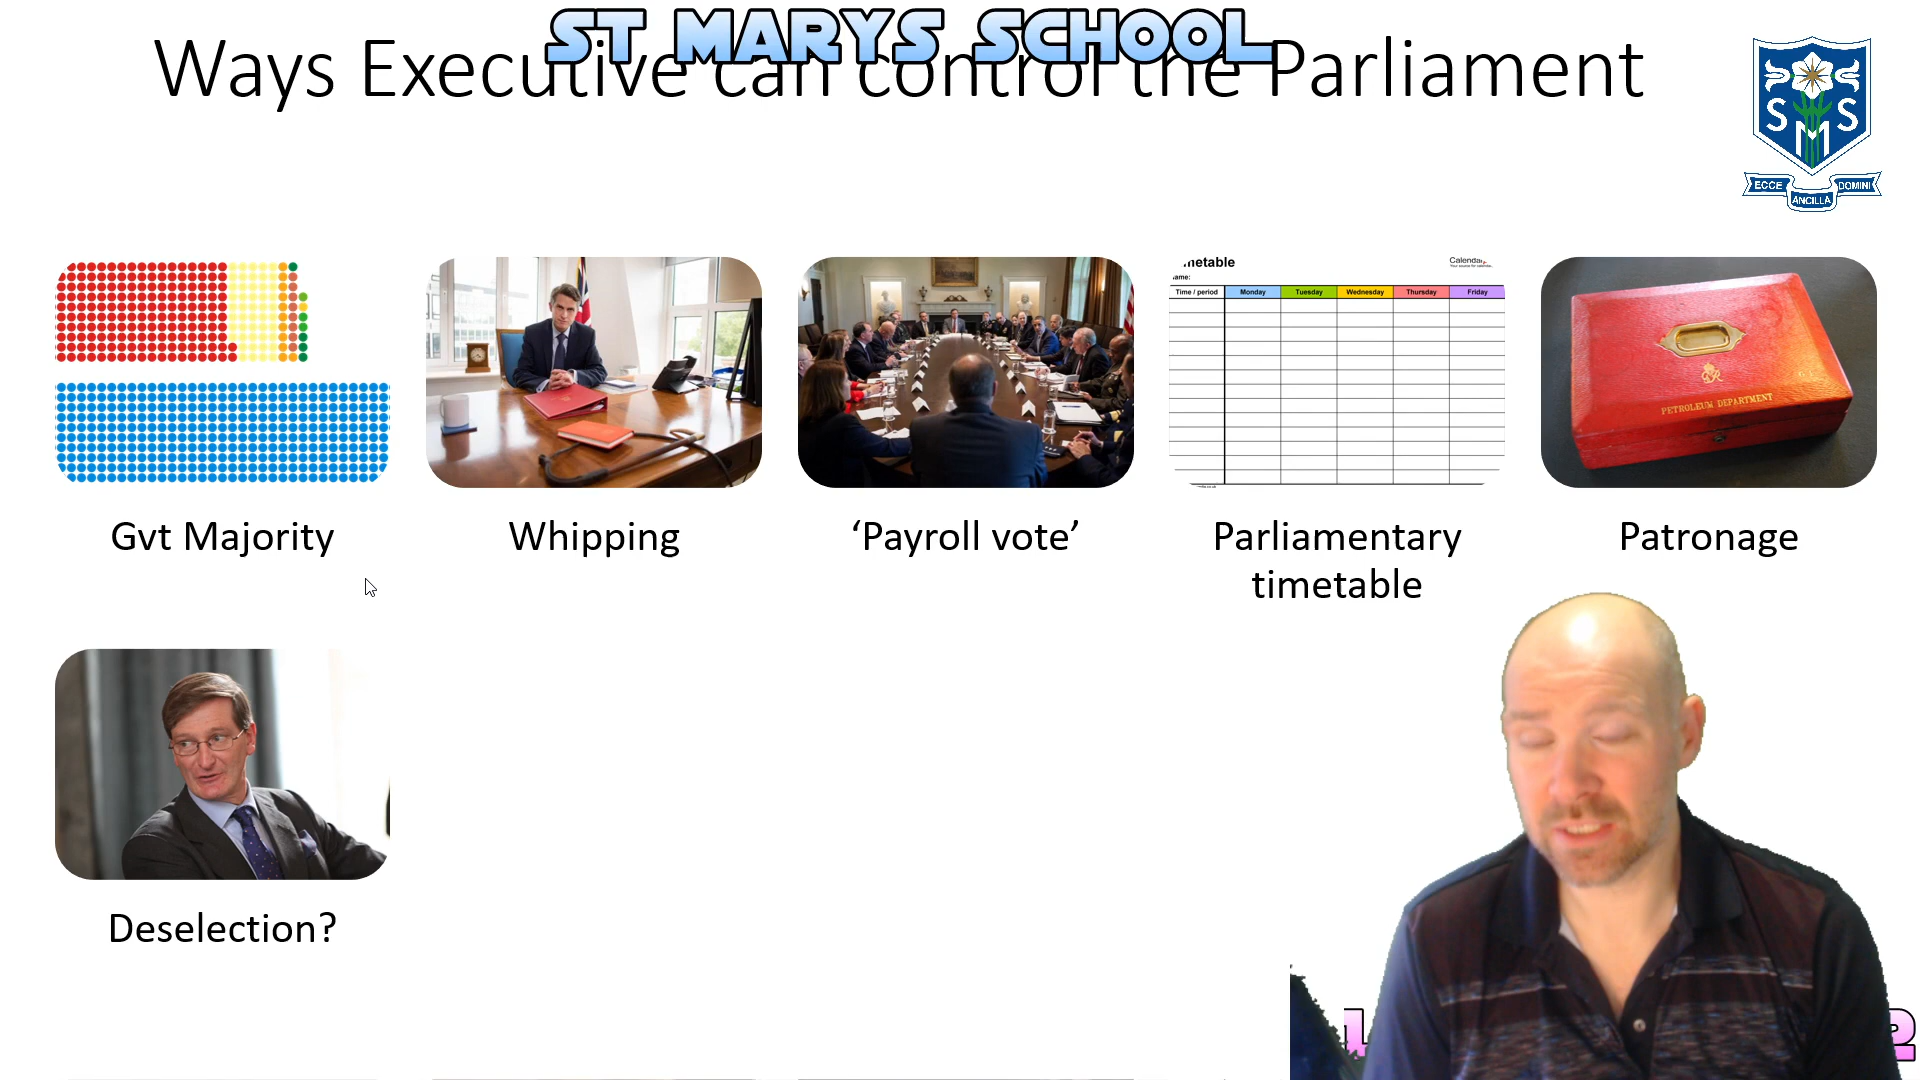 ST MARYS SCHOOL
Ways Executive can control the Parliament
S S
M
ECCE DOMINI
ANCILLA
Time / period Monday Tuesday Wednesday Thursday Friday
PETROLEUM DEPARTMENT
Gvt Majority
Whipping
‘Payroll vote’
Parliamentary
timetable
Patronage
Deselection?
2